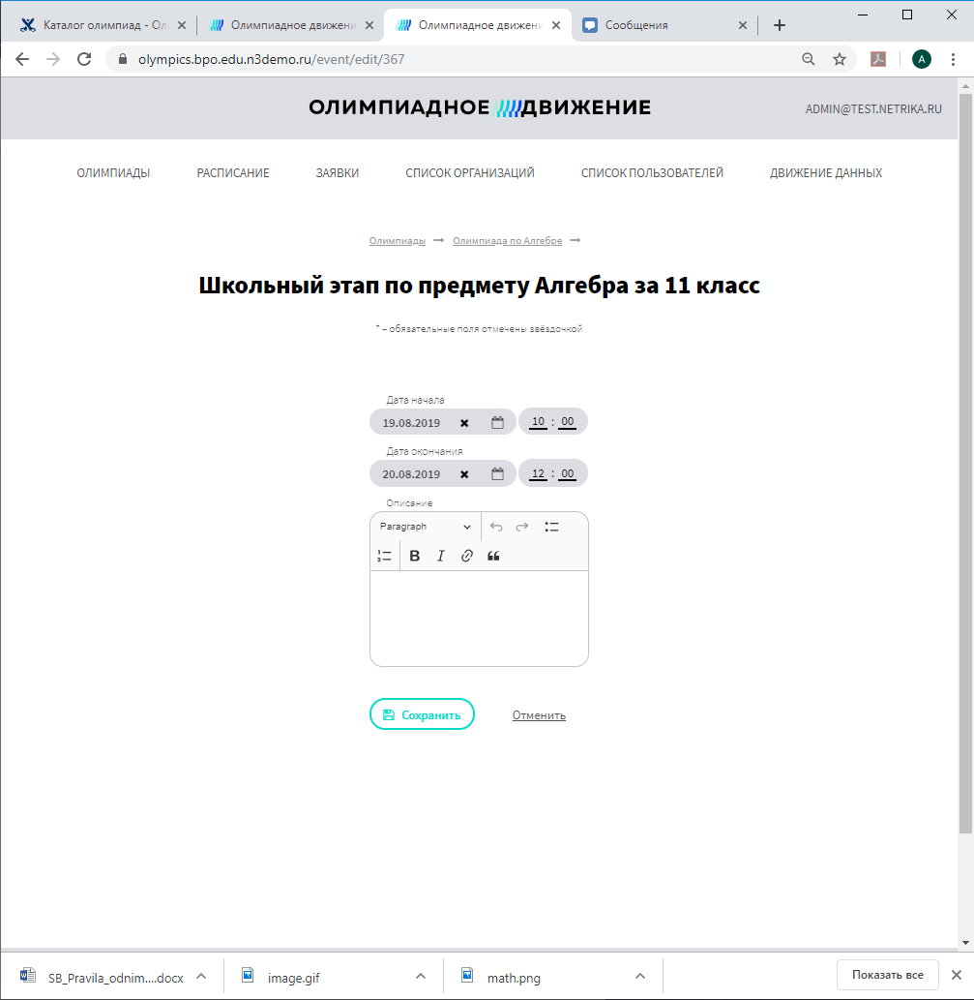 Каталог олимпиад - Ол
Олимпиадное движени
Олимпиадное движени
Сообщения
olympics.bpo.edu.n3demo.ru/event/edit/367
A
ОЛИМПИАДНОЕ ДВИЖЕНИЕ
ADMIN@TEST.NETRIKA.RU
ОЛИМПИАДЫ РАСПИСАНИЕ ЗАЯВКИ СПИСОК ОРГАНИЗАЦИЙ СПИСОК ПОЛЬЗОВАТЕЛЕЙ ДВИЖЕНИЕ ДАННЫХ
Олимпиады → Олимпиада по Алгебре →
Школьный этап по предмету Алгебра за 11 класс
* – обязательные поля отмечены звёздочкой
Дата начала
19.08.2019 10 : 00
Дата окончания
20.08.2019 12 : 00
Описание
Paragraph
B I
Сохранить Отменить
SB_Pravila_odnim....docx
image.gif
math.png
Показать все